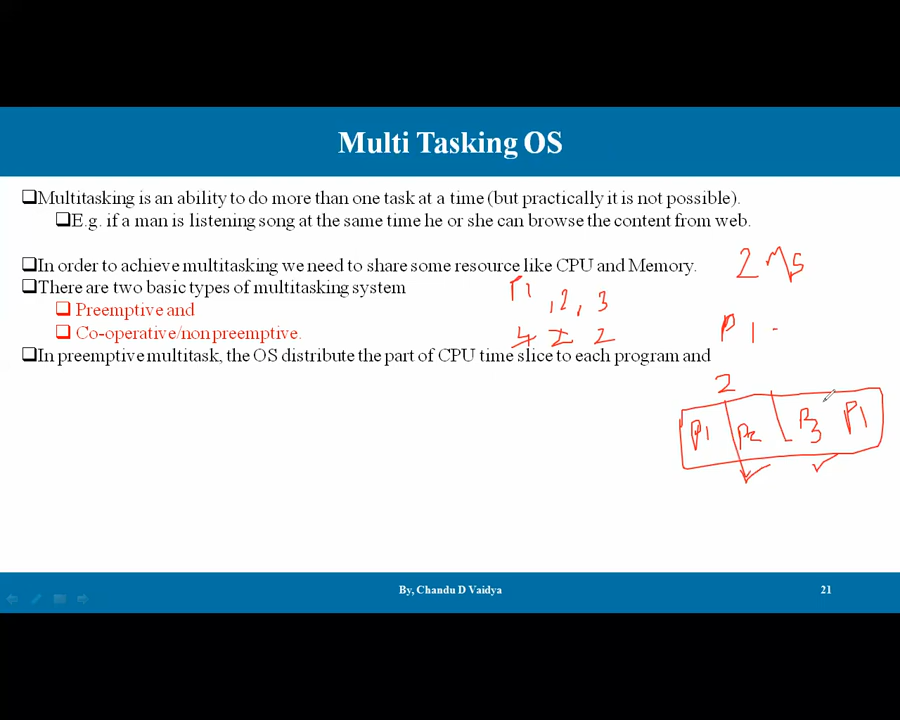 Multi Tasking OS
Multitasking is an ability to do more than one task at a time (but practically it is not possible).
E.g. if a man is listening song at the same time he or she can browse the content from web.
In order to achieve multitasking we need to share some resource like CPU and Memory.
2 Ms
There are two basic types of multitasking system
P1 , 2 , 3
Preemptive and
Co-operative/non preemptive.
4 2 2
P1 -
In preemptive multitask, the OS distribute the part of CPU time slice to each program and
2
P1 P2 P3 P1
By, Chandu D Vaidya
21